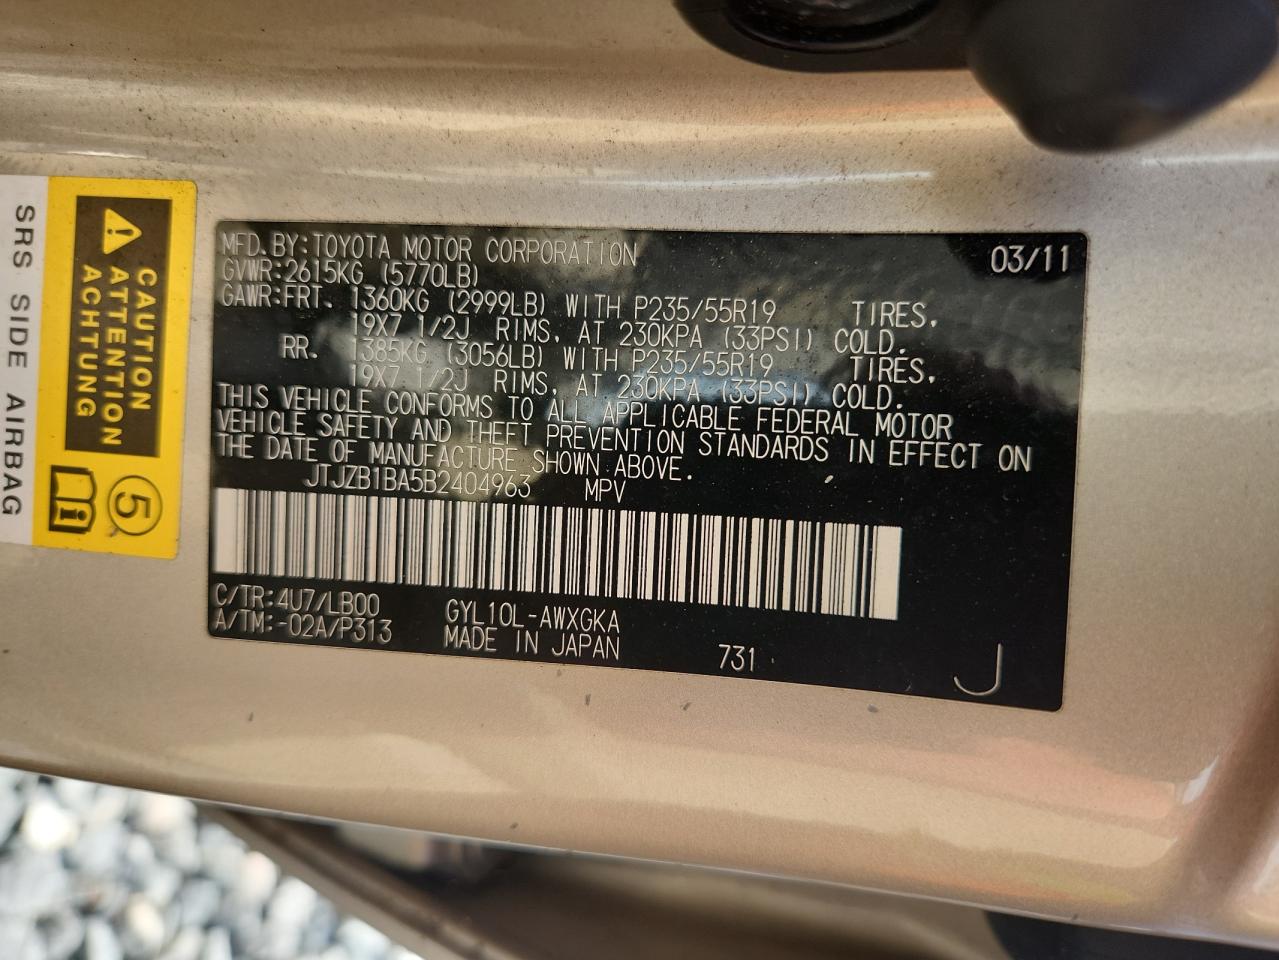 SRS SIDE AIRBAG
CAUTION
ATTENTION
ACHTUNG
5
MFD.BY:TOYOTA MOTOR CORPORATION 03/11
GVWR:2615KG (5770LB)
GAWR:FRT. 1360KG (2999LB) WITH P235/55R19 TIRES,
19X7 1/2J RIMS, AT 230KPA (33PSI) COLD.
RR. 1385KG (3056LB) WITH P235/55R19 TIRES,
19X7 1/2J RIMS, AT 230KPA (33PSI) COLD.
THIS VEHICLE CONFORMS TO ALL APPLICABLE FEDERAL MOTOR
VEHICLE SAFETY AND THEFT PREVENTION STANDARDS IN EFFECT ON
THE DATE OF MANUFACTURE SHOWN ABOVE.
JTJZB1BA5B2404963 MPV
C/TR:4U7/LB00 GYL10L-AWXGKA
A/TM:-02A/P313 MADE IN JAPAN 731 J